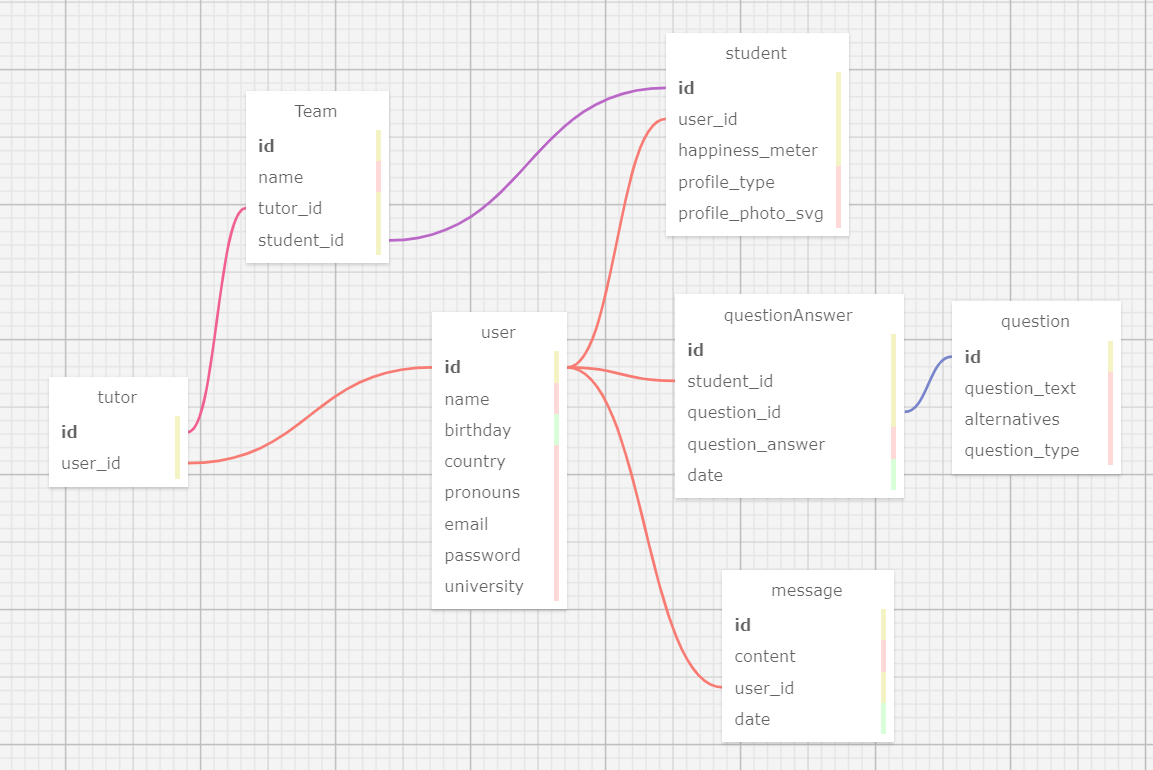 student
id
user_id
happiness_meter
profile_type
profile_photo_svg
Team
id
name
tutor_id
student_id
questionAnswer
id
student_id
question_id
question_answer
date
question
id
question_text
alternatives
question_type
user
id
name
birthday
country
pronouns
email
password
university
tutor
id
user_id
message
id
content
user_id
date